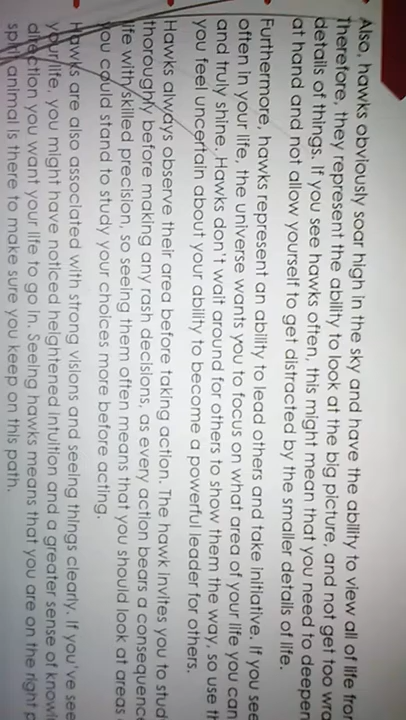 Also, hawks obviously soar high in the sky and have the ability to view all of life
therefore, they represent the ability to look at the big picture, and not get too
details of things. If you see hawks often, this might mean that you need to
at hand and not allow yourself to get distracted by the smaller details of life.
Furthermore, hawks represent an ability to lead others and take initiative. If you see
often in your life, the universe wants you to focus on what area of your life you can
and truly shine. Hawks don't wait around for others to show them the way, so use
you feel uncertain about your ability to become a powerful leader for others.
Hawks always observe their area before taking action. The hawk invites you to
thoroughly before making any rash decisions, as every action bears a
life with skilled precision, so seeing them often means that you should look at areas
you could stand to study your choices more before acting.
Hawks are also associated with strong visions and seeing things clearly. If you've
your life, you might have noticed heightened intuition and a greater sense of
direction you want your life to go in. Seeing hawks means that you are on the right
spirit animal is there to make sure you keep on this path.